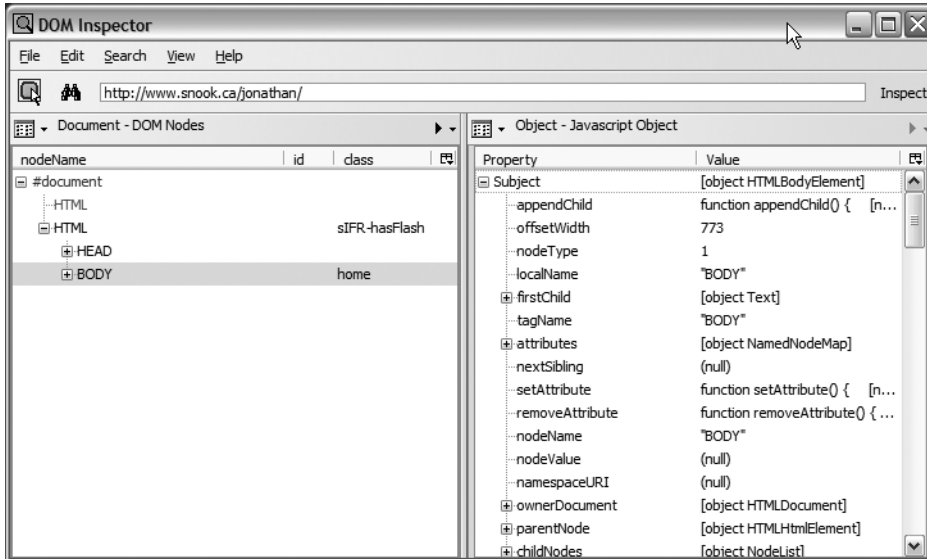 DOM Inspector
File Edit Search View Help
http://www.snook.ca/jonathan/ Inspect
Document - DOM Nodes
nodeName id class
#document
HTML
HTML sIFR-hasFlash
HEAD
BODY home
Object - Javascript Object
Property Value
Subject [object HTMLBodyElement]
appendChild function appendChild() { [n...
offsetWidth 773
nodeType 1
localName "BODY"
firstChild [object Text]
tagName "BODY"
attributes [object NamedNodeMap]
nextSibling (null)
setAttribute function setAttribute() { [n...
removeAttribute function removeAttribute() { ...
nodeName "BODY"
nodeValue (null)
namespaceURI (null)
ownerDocument [object HTMLDocument]
parentNode [object HTMLHtmlElement]
childNodes [object NodeList]